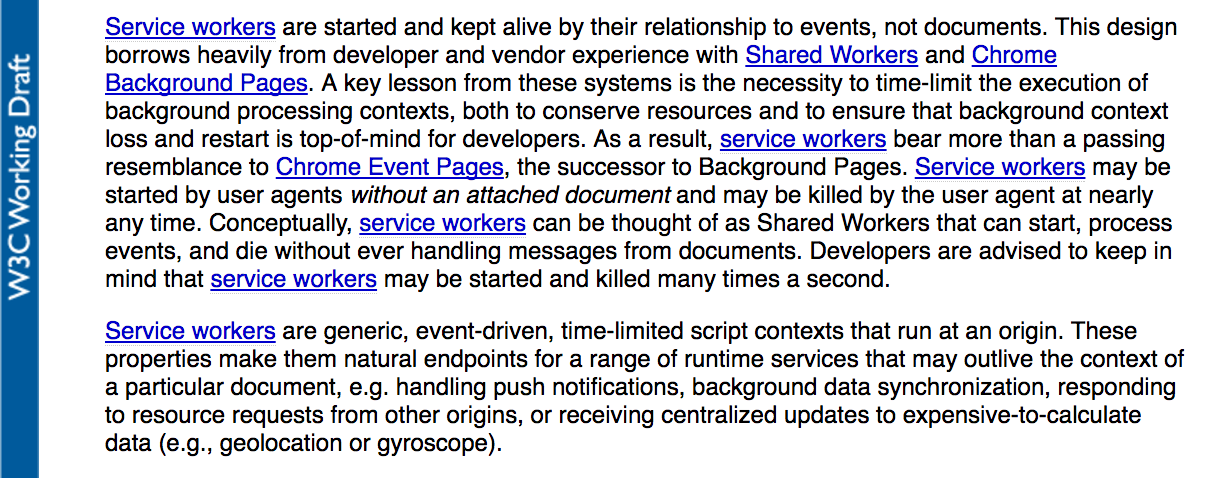 W3C Working Draft
Service workers are started and kept alive by their relationship to events, not documents. This design
borrows heavily from developer and vendor experience with Shared Workers and Chrome
Background Pages. A key lesson from these systems is the necessity to time-limit the execution of
background processing contexts, both to conserve resources and to ensure that background context
loss and restart is top-of-mind for developers. As a result, service workers bear more than a passing
resemblance to Chrome Event Pages, the successor to Background Pages. Service workers may be
started by user agents without an attached document and may be killed by the user agent at nearly
any time. Conceptually, service workers can be thought of as Shared Workers that can start, process
events, and die without ever handling messages from documents. Developers are advised to keep in
mind that service workers may be started and killed many times a second.
Service workers are generic, event-driven, time-limited script contexts that run at an origin. These
properties make them natural endpoints for a range of runtime services that may outlive the context of
a particular document, e.g. handling push notifications, background data synchronization, responding
to resource requests from other origins, or receiving centralized updates to expensive-to-calculate
data (e.g., geolocation or gyroscope).